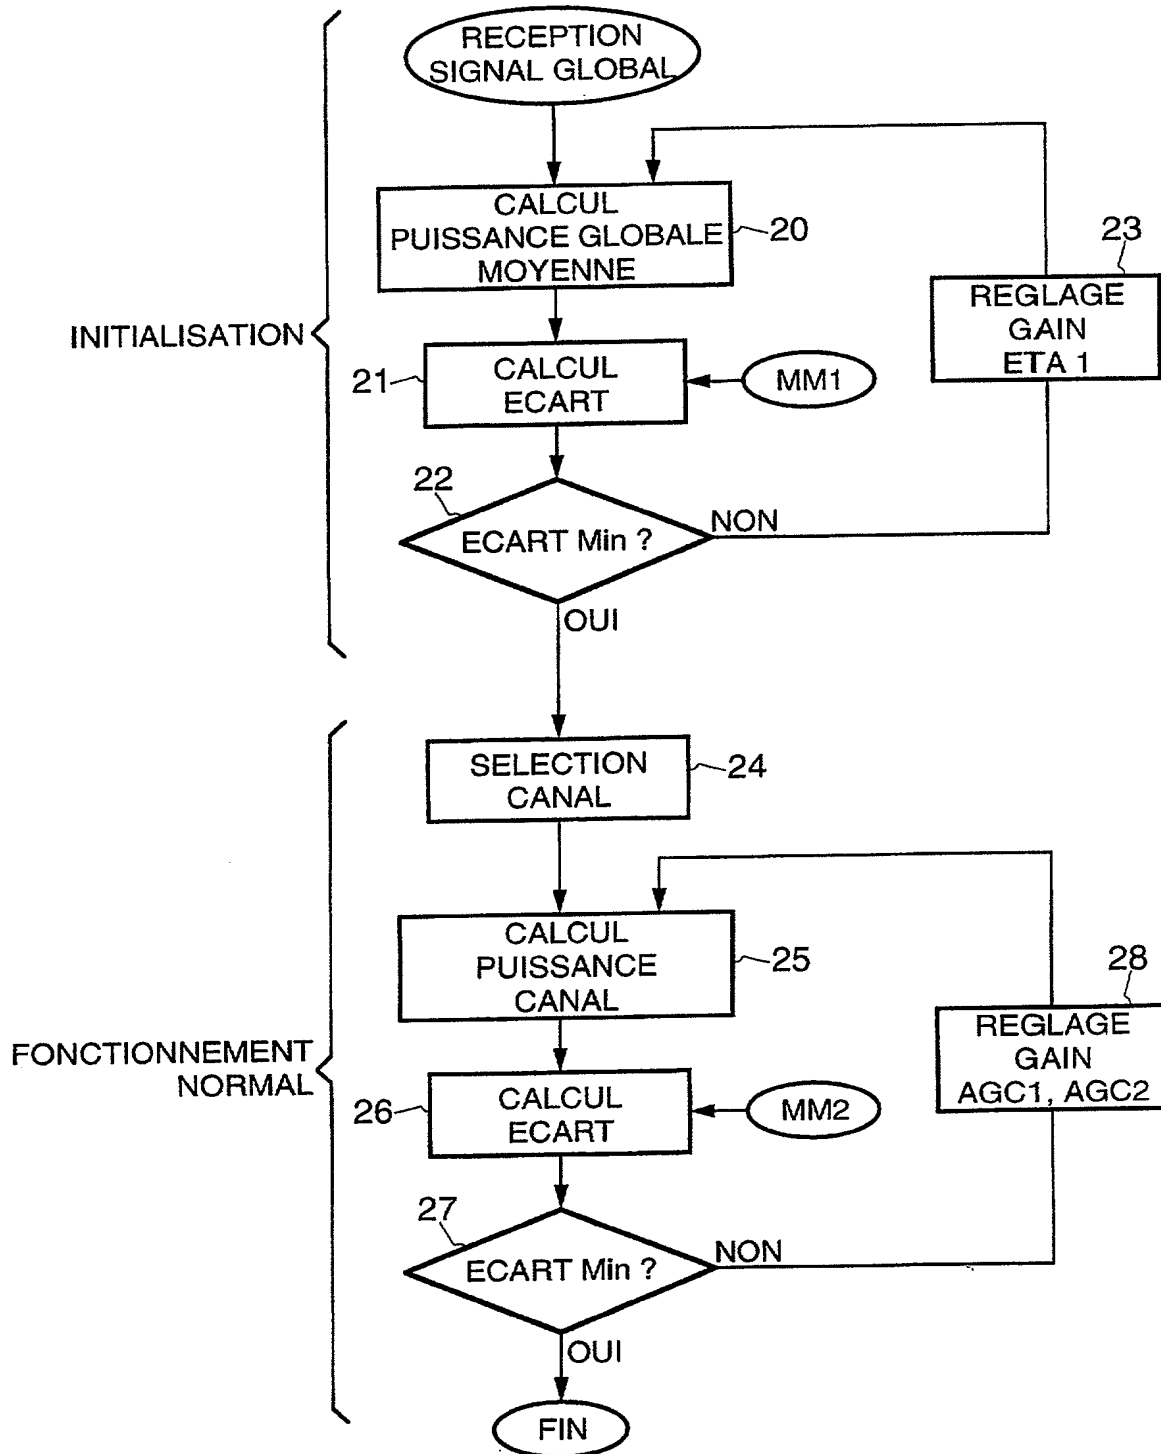 RECEPTION
SIGNAL GLOBAL
CALCUL
PUISSANCE GLOBALE
MOYENNE
20
23
REGLAGE
GAIN
ETA 1
INITIALISATION
21
CALCUL
ECART
MM1
22
ECART Min ?
NON
OUI
SELECTION
CANAL
24
CALCUL
PUISSANCE
CANAL
25
28
REGLAGE
GAIN
AGC1, AGC2
FONCTIONNEMENT
NORMAL
26
CALCUL
ECART
MM2
27
ECART Min ?
NON
OUI
FIN